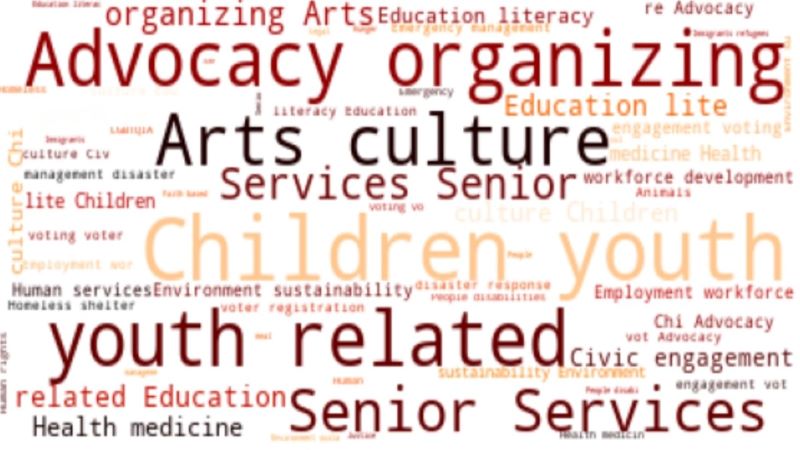 Education literac
organizing Arts
Education literacy
re Advocacy
Emergency management
Immigrants refugees
Advocacy organizing
Homeless
Emergency
literacy Education
Education lite
Arts culture
engagement voting
Immigrants
culture Civ
medicine Health
management disaster
Services Senior
workforce development
Faith based
Animals
lite Children
culture Chi
voting vo
culture Children
voting voter
Children youth
People
Employment wor
Human services
Environment sustainability
disaster response
People disabilities
Employment workforce
Homeless shelter
voter registration
Chi Advocacy
youth related
vot Advocacy
Human rights
Civic engagement
sustainability Environment
Human
engagement vot
People disabi
related Education
Senior Services
Health medicine
Justice
Health medicin